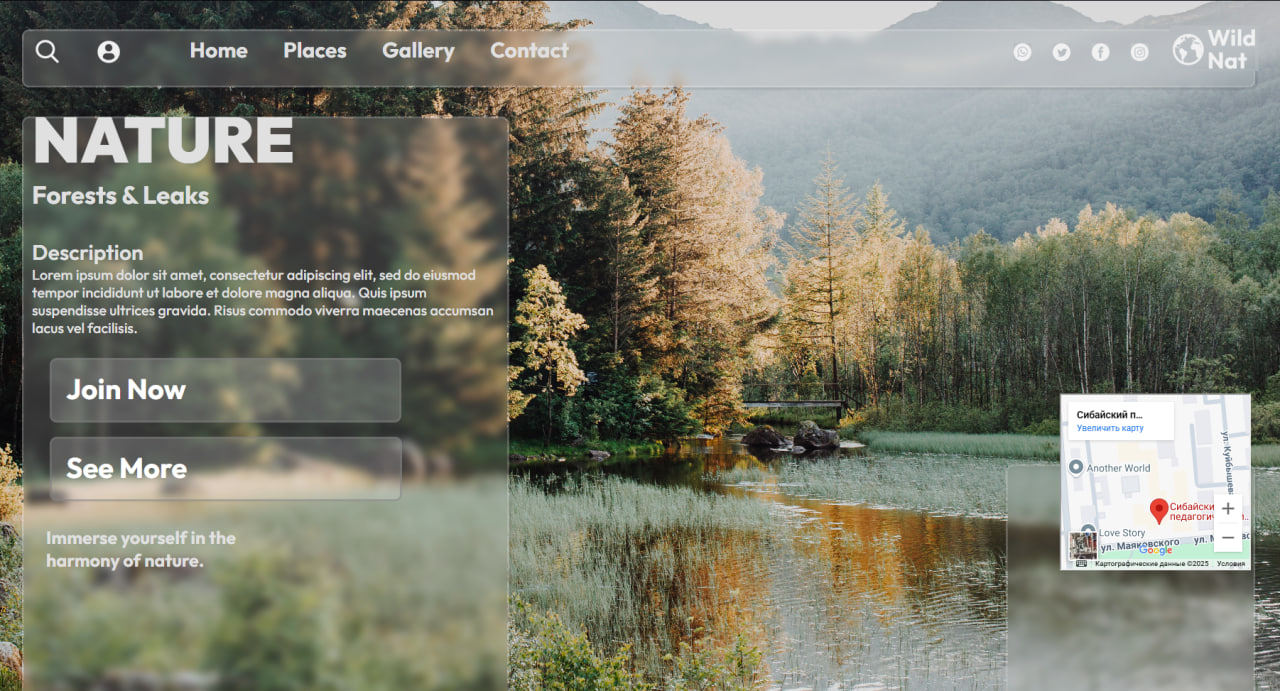 Home Places Gallery Contact
Wild
Nat
NATURE
Forests & Leaks
Description
Lorem ipsum dolor sit amet, consectetur adipiscing elit, sed do eiusmod
tempor incididunt ut labore et dolore magna aliqua. Quis ipsum
suspendisse ultrices gravida. Risus commodo viverra maecenas accumsan
lacus vel facilisis.
Join Now
See More
Immerse yourself in the
harmony of nature.
Сибайский п...
Увеличить карту
ул. Куйбышев
Another World
Сибайски
педагогич
Love Story
ул. Маяковского
ул. М
Google
Картографические данные ©2025 Условия